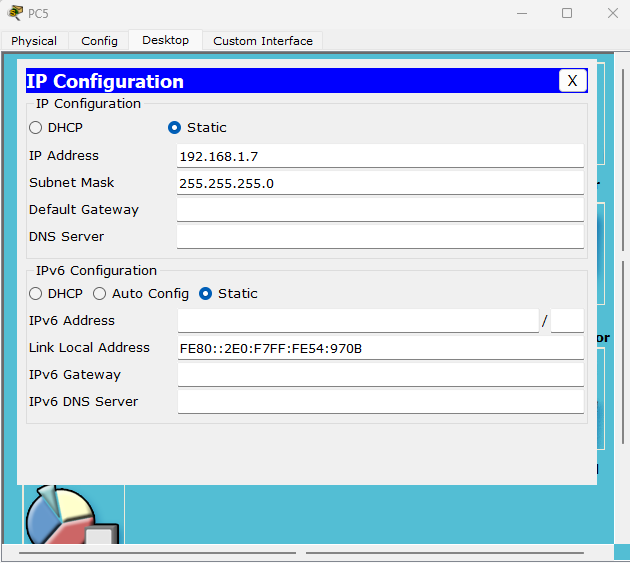 PC5
Physical Config Desktop Custom Interface
IP Configuration X
IP Configuration
DHCP Static
IP Address 192.168.1.7
Subnet Mask 255.255.255.0
Default Gateway
DNS Server
IPv6 Configuration
DHCP Auto Config Static
IPv6 Address /
Link Local Address FE80::2E0:F7FF:FE54:970B
IPv6 Gateway
IPv6 DNS Server